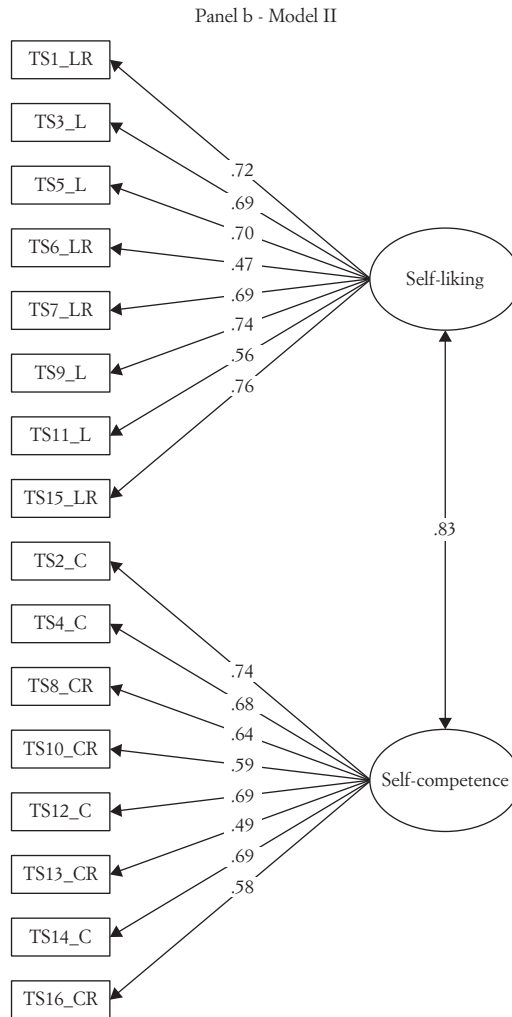 Panel b - Model II
TS1_LR
TS3_L
TS5_L
TS6_LR
TS7_LR
TS9_L
TS11_L
TS15_LR
.72
.69
.70
.47
.69
.74
.56
.76
Self-liking
.83
TS2_C
TS4_C
TS8_CR
TS10_CR
TS12_C
TS13_CR
TS14_C
TS16_CR
.74
.68
.64
.59
.69
.49
.69
.58
Self-competence